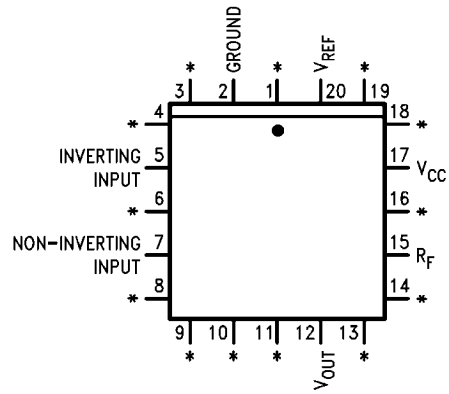 * GROUND * VREF *
3 2 1 20 19
* 4 18 *
INVERTING INPUT 5 17 VCC
* 6 16 *
NON-INVERTING INPUT 7 15 RF
* 8 14 *
9 10 11 12 13
* * * VOUT *